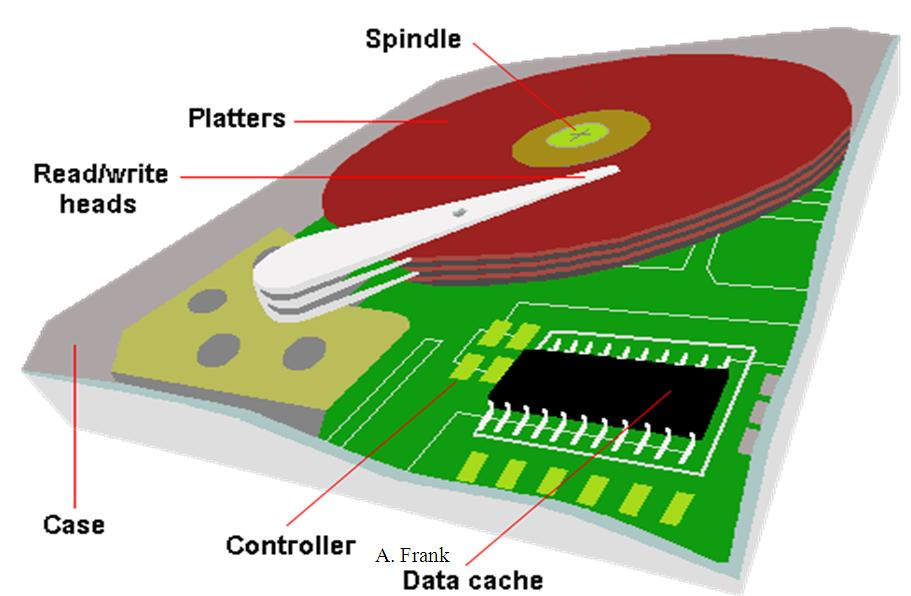 Spindle
Platters
Read/write
heads
Case
Controller
A. Frank
Data cache